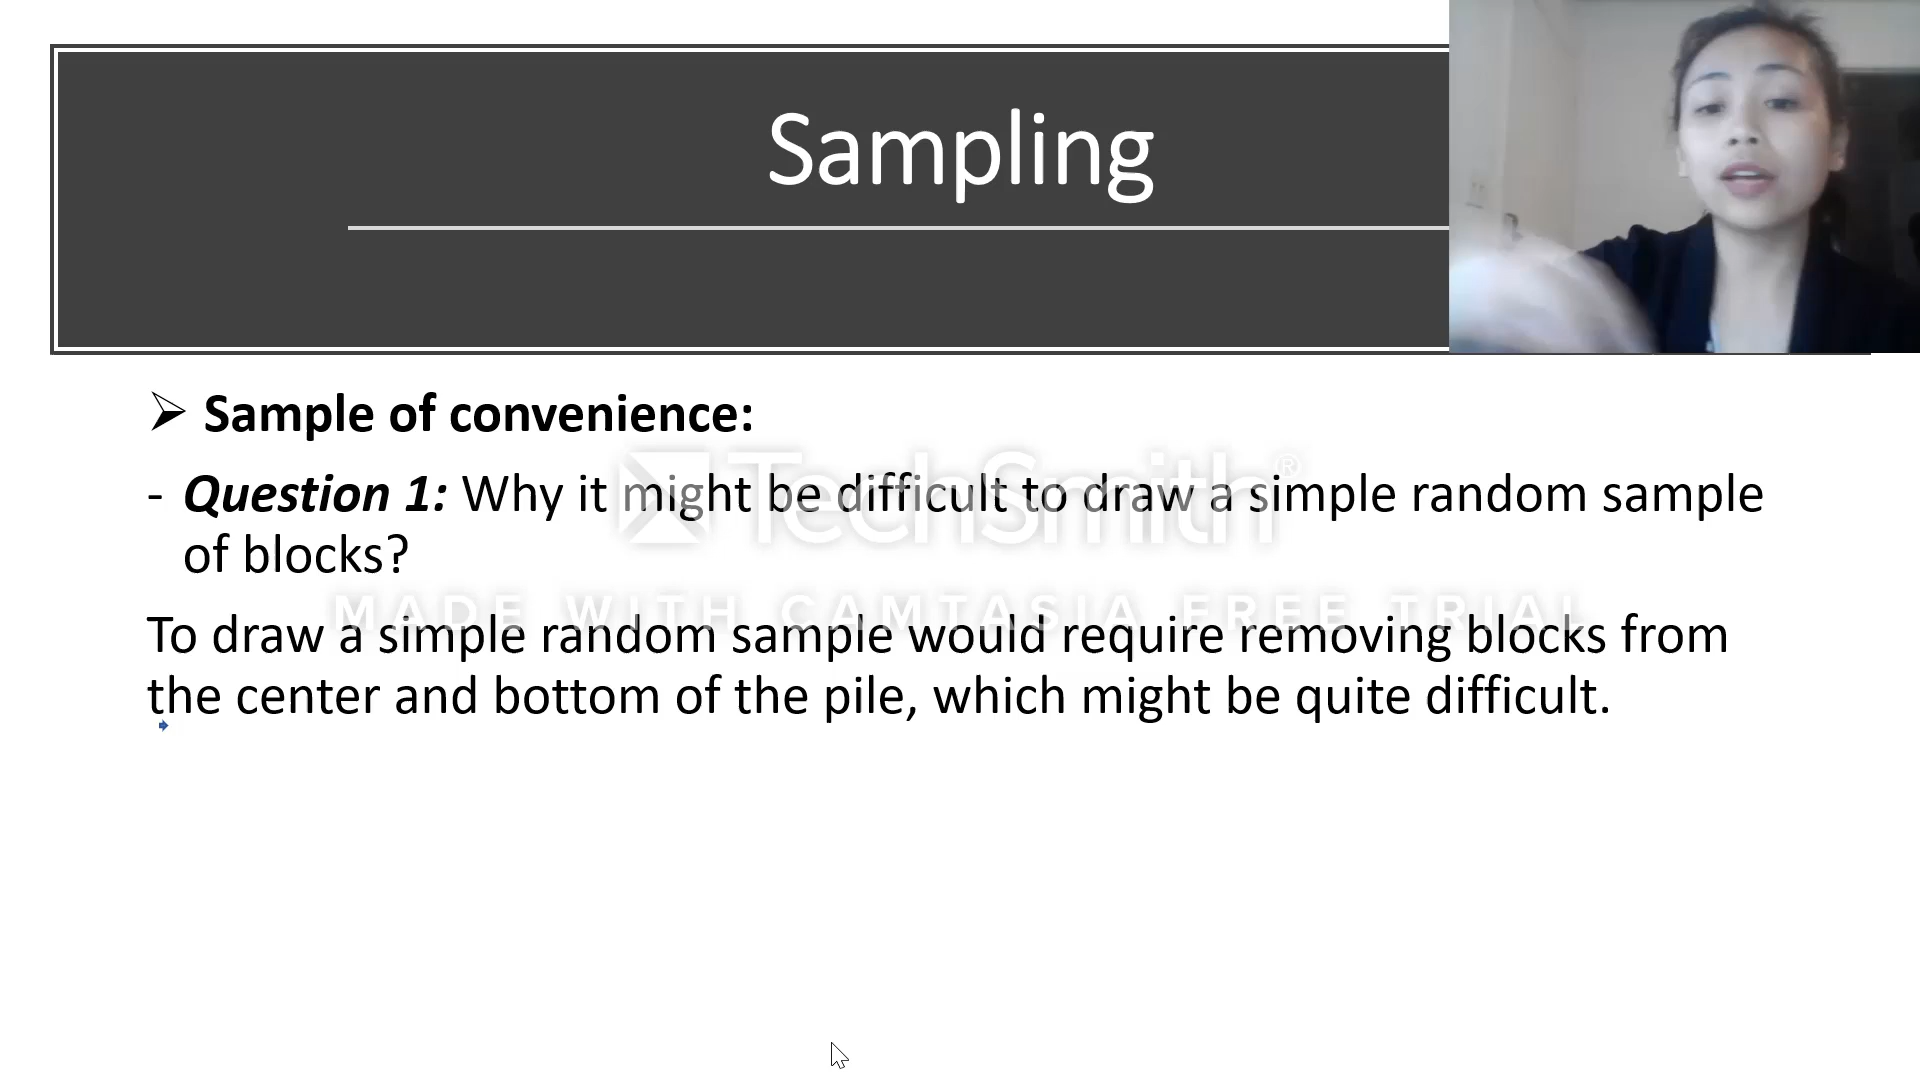 Sampling
➢ Sample of convenience:
- Question 1: Why it might be difficult to draw a simple random sample
of blocks?
TechSmith®
MADE WITH CAMTASIA FREE TRIAL
To draw a simple random sample would require removing blocks from
the center and bottom of the pile, which might be quite difficult.